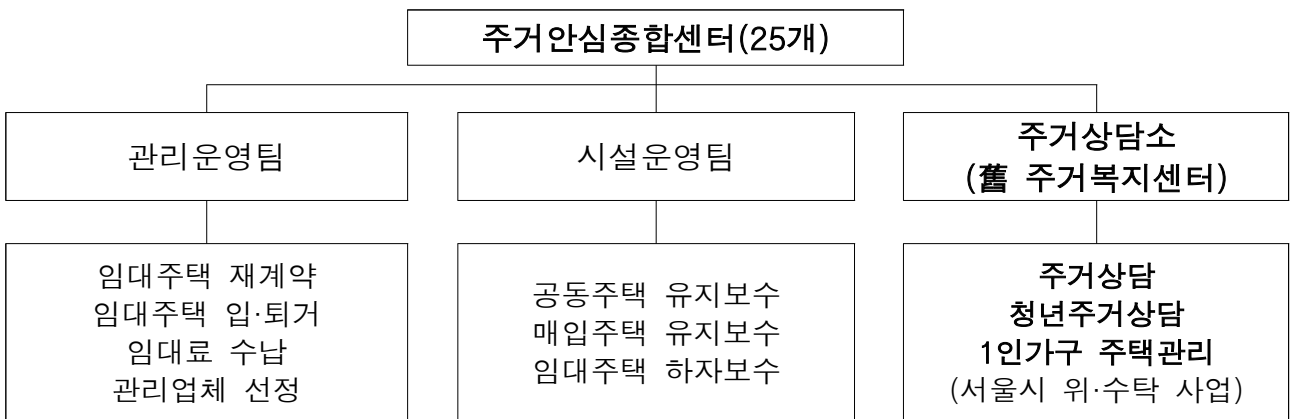 주거안심종합센터(25개)
관리운영팀
시설운영팀
주거상담소
(舊 주거복지센터)
임대주택 재계약
임대주택 입·퇴거
임대료 수납
관리업체 선정
공동주택 유지보수
매입주택 유지보수
임대주택 하자보수
주거상담
청년주거상담
1인가구 주택관리
(서울시 위·수탁 사업)